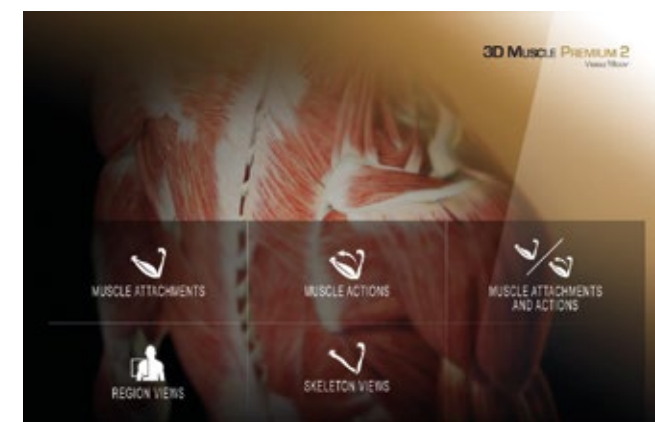 3D MUSCLE PREMIUM 2
MUSCLE ATTACHMENTS
MUSCLE ACTIONS
MUSCLE ATTACHMENTS
AND ACTIONS
REGION VIEWS
SKELETON VIEWS